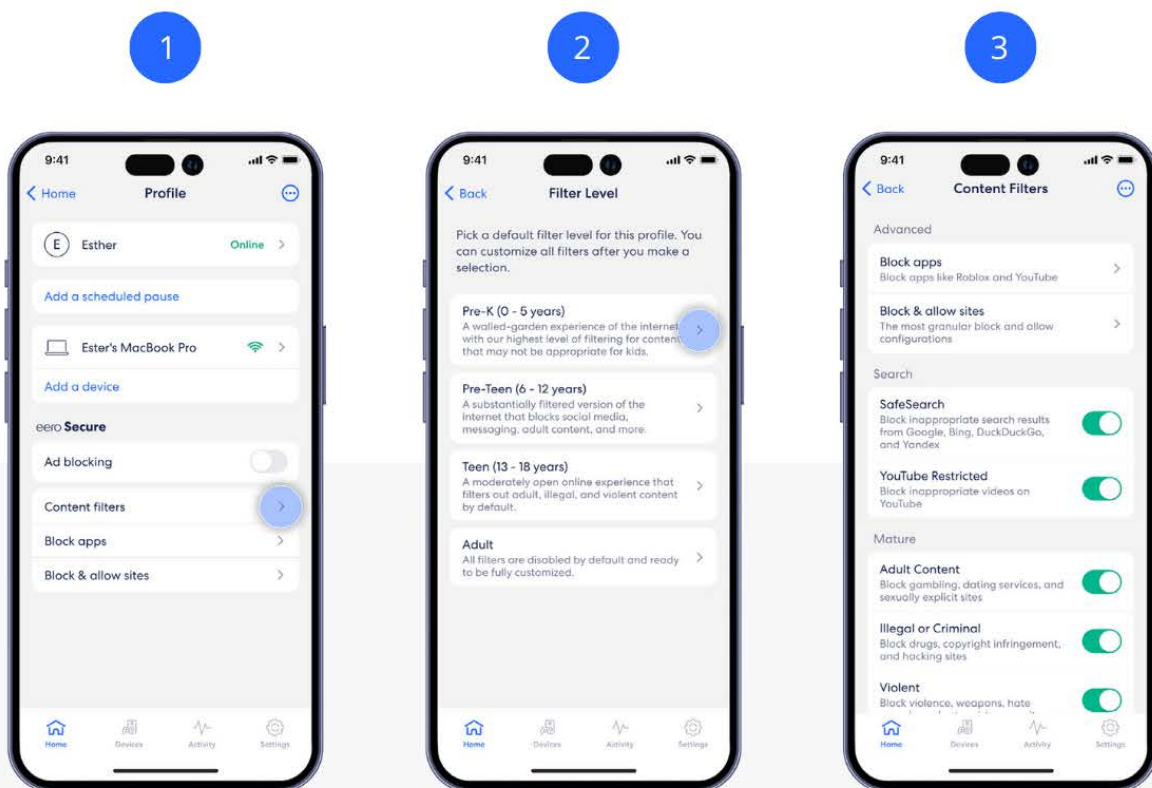 1
9:41
Home
Profile
E
Esther
Online
Add a scheduled pause
Ester's MacBook Pro
Add a device
eero Secure
Ad blocking
Content filters
Block apps
Block & allow sites
Home
Devices
Activity
Settings
2
9:41
Back
Filter Level
Pick a default filter level for this profile. You
can customize all filters after you make a
selection.
Pre-K (0 - 5 years)
A walled-garden experience of the internet
with our highest level of filtering for content
that may not be appropriate for kids.
Pre-Teen (6 - 12 years)
A substantially filtered version of the
internet that blocks social media,
messaging, adult content, and more.
Teen (13 - 18 years)
A moderately open online experience that
filters out adult, illegal, and violent content
by default.
Adult
All filters are disabled by default and ready
to be fully customized.
Home
Devices
Activity
Settings
3
9:41
Back
Content Filters
Advanced
Block apps
Block apps like Roblox and YouTube
Block & allow sites
The most granular block and allow
configurations
Search
SafeSearch
Block inappropriate search results
from Google, Bing, DuckDuckGo,
and Yandex
YouTube Restricted
Block inappropriate videos on
YouTube
Mature
Adult Content
Block gambling, dating services, and
sexually explicit sites
Illegal or Criminal
Block drugs, copyright infringement,
and hacking sites
Violent
Block violence, weapons, hate
Home
Devices
Activity
Settings